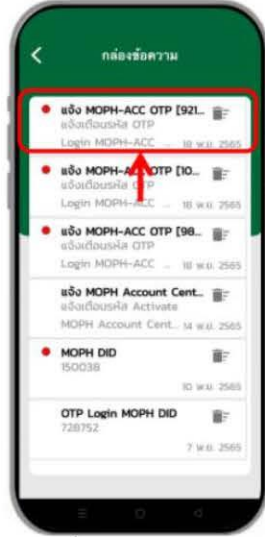 กล่องข้อความ
แจ้ง MOPH-ACC OTP [921...
แจ้งเตือนรหัส OTP
Login MOPH-ACC ... 18 พ.ย. 2565
แจ้ง MOPH-ACC OTP [10...
แจ้งเตือนรหัส OTP
Login MOPH-ACC ... 18 พ.ย. 2565
แจ้ง MOPH-ACC OTP [98...
แจ้งเตือนรหัส OTP
Login MOPH-ACC ... 18 พ.ย. 2565
แจ้ง MOPH Account Cent...
แจ้งเตือนรหัส Activate
MOPH Account Cent... 14 พ.ย. 2565
MOPH DID
150038
10 พ.ย. 2565
OTP Login MOPH DID
728752
7 พ.ย. 2565